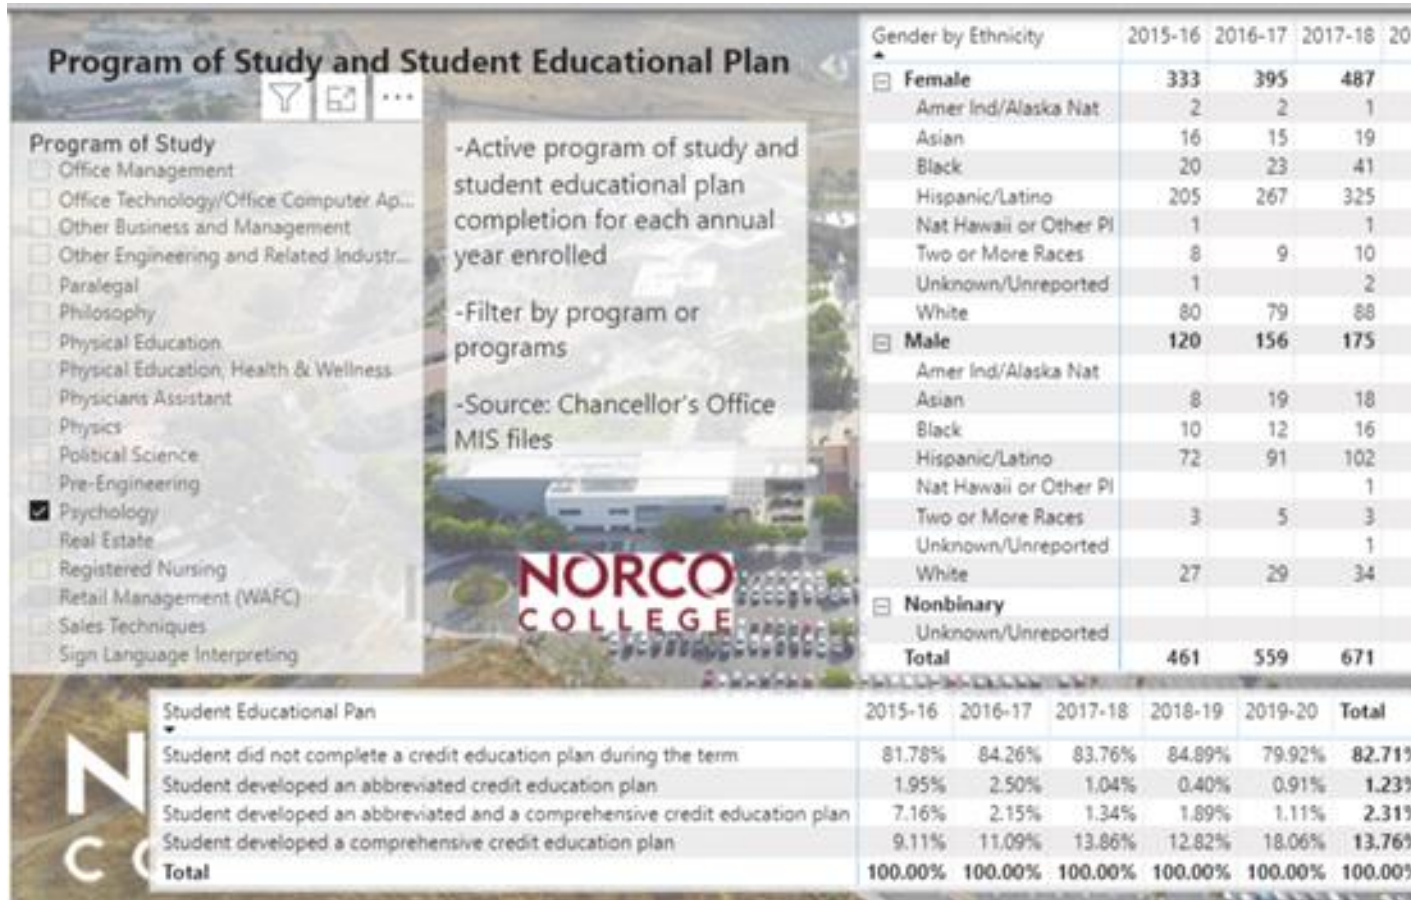 Program of Study and Student Educational Plan
Program of Study
Office Management
Office Technology/Office Computer Ap...
Other Business and Management
Other Engineering and Related Industr...
Paralegal
Philosophy
Physical Education
Physical Education, Health & Wellness
Physicians Assistant
Physics
Political Science
Pre-Engineering
Psychology
Real Estate
Registered Nursing
Retail Management (WAFC)
Sales Techniques
Sign Language Interpreting
-Active program of study and
student educational plan
completion for each annual
year enrolled
-Filter by program or
programs
-Source: Chancellor's Office
MIS files
NORCO
COLLEGE
Gender by Ethnicity 2015-16 2016-17 2017-18 20
Female 333 395 487
Amer Ind/Alaska Nat 2 2 1
Asian 16 15 19
Black 20 23 41
Hispanic/Latino 205 267 325
Nat Hawaii or Other PI 1 1
Two or More Races 8 9 10
Unknown/Unreported 1 2
White 80 79 88
Male 120 156 175
Amer Ind/Alaska Nat
Asian 8 19 18
Black 10 12 16
Hispanic/Latino 72 91 102
Nat Hawaii or Other PI 1
Two or More Races 3 5 3
Unknown/Unreported 1
White 27 29 34
Nonbinary
Unknown/Unreported
Total 461 559 671
N
CO
Student Educational Pan 2015-16 2016-17 2017-18 2018-19 2019-20 Total
Student did not complete a credit education plan during the term 81.78% 84.26% 83.76% 84.89% 79.92% 82.71%
Student developed an abbreviated credit education plan 1.95% 2.50% 1.04% 0.40% 0.91% 1.23%
Student developed an abbreviated and a comprehensive credit education plan 7.16% 2.15% 1.34% 1.89% 1.11% 2.31%
Student developed a comprehensive credit education plan 9.11% 11.09% 13.86% 12.82% 18.06% 13.76%
Total 100.00% 100.00% 100.00% 100.00% 100.00% 100.00%